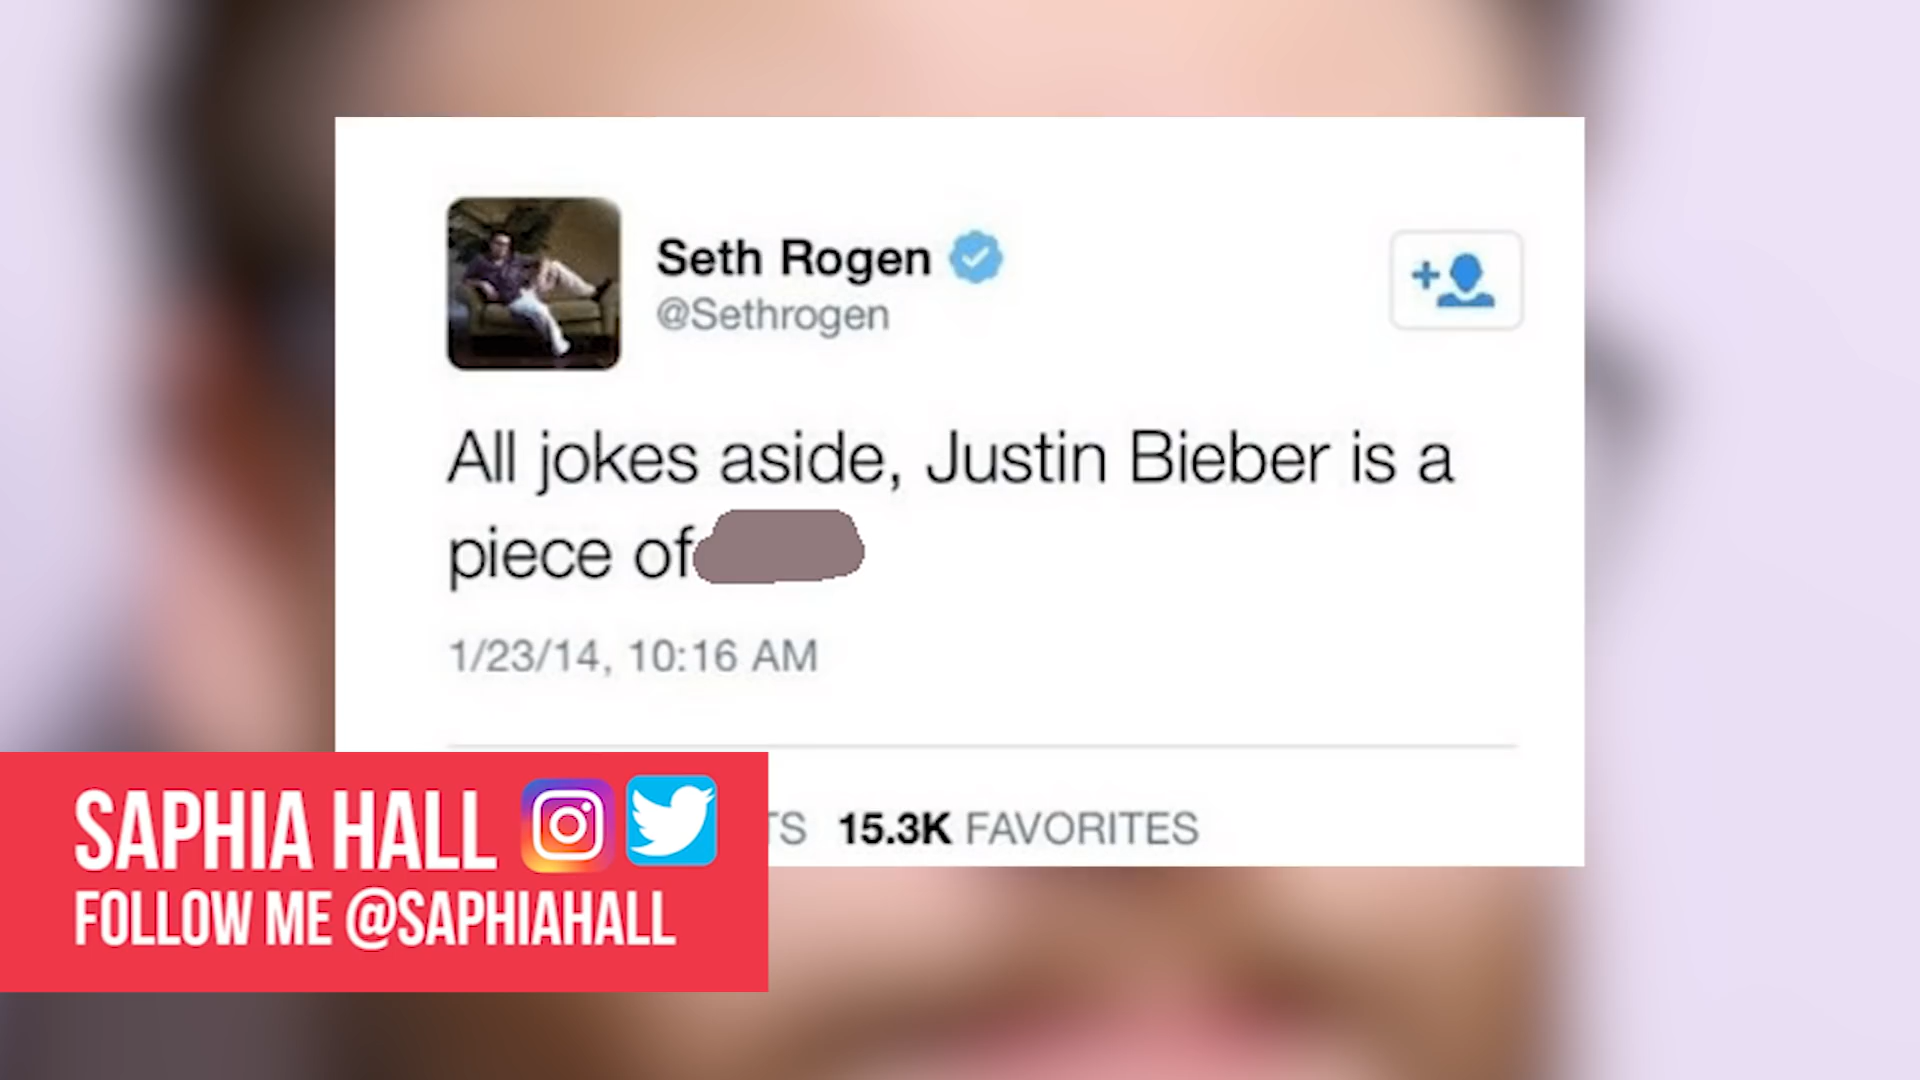 Seth Rogen
@Sethrogen
All jokes aside, Justin Bieber is a
piece of
1/23/14, 10:16 AM
TS 15.3K FAVORITES
SAPHIA HALL
FOLLOW ME @SAPHIAHALL